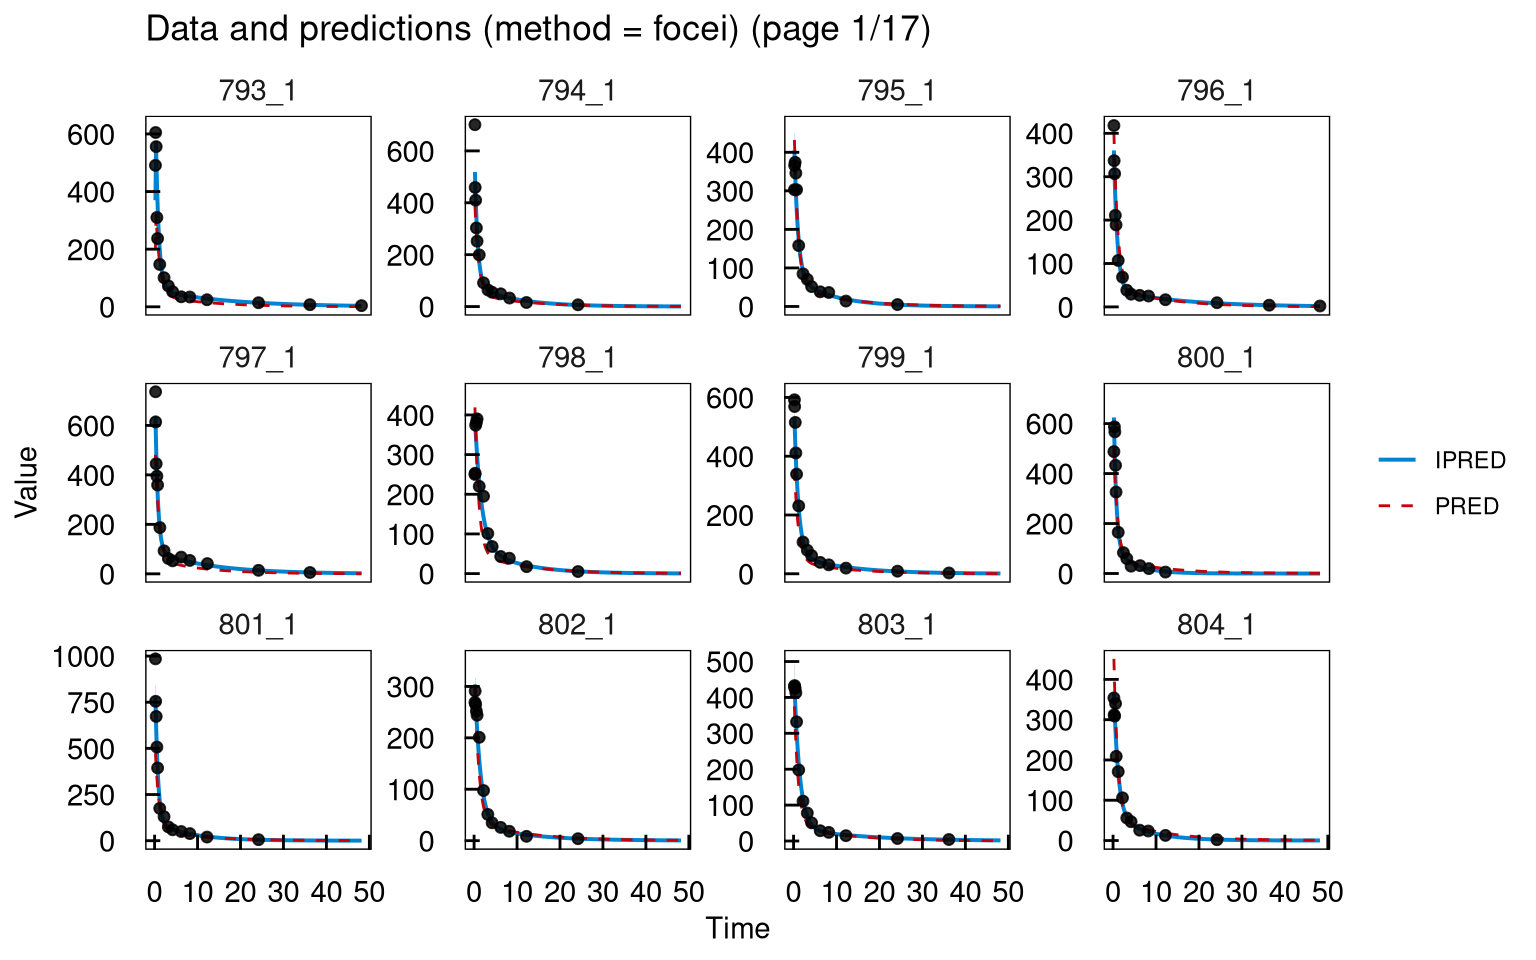 Data and predictions (method = focei) (page 1/17)
793_1 794_1 795_1 796_1
600 400 200 0
600 400 200 0
400 300 200 100 0
400 300 200 100 0
797_1 798_1 799_1 800_1
600 400 200 0
400 300 200 100 0
600 400 200 0
600 400 200 0
801_1 802_1 803_1 804_1
1000 750 500 250 0
300 200 100 0
500 400 300 200 100 0
400 300 200 100 0
0 10 20 30 40 50 0 10 20 30 40 50 0 10 20 30 40 50 0 10 20 30 40 50
Time
Value
IPRED
PRED